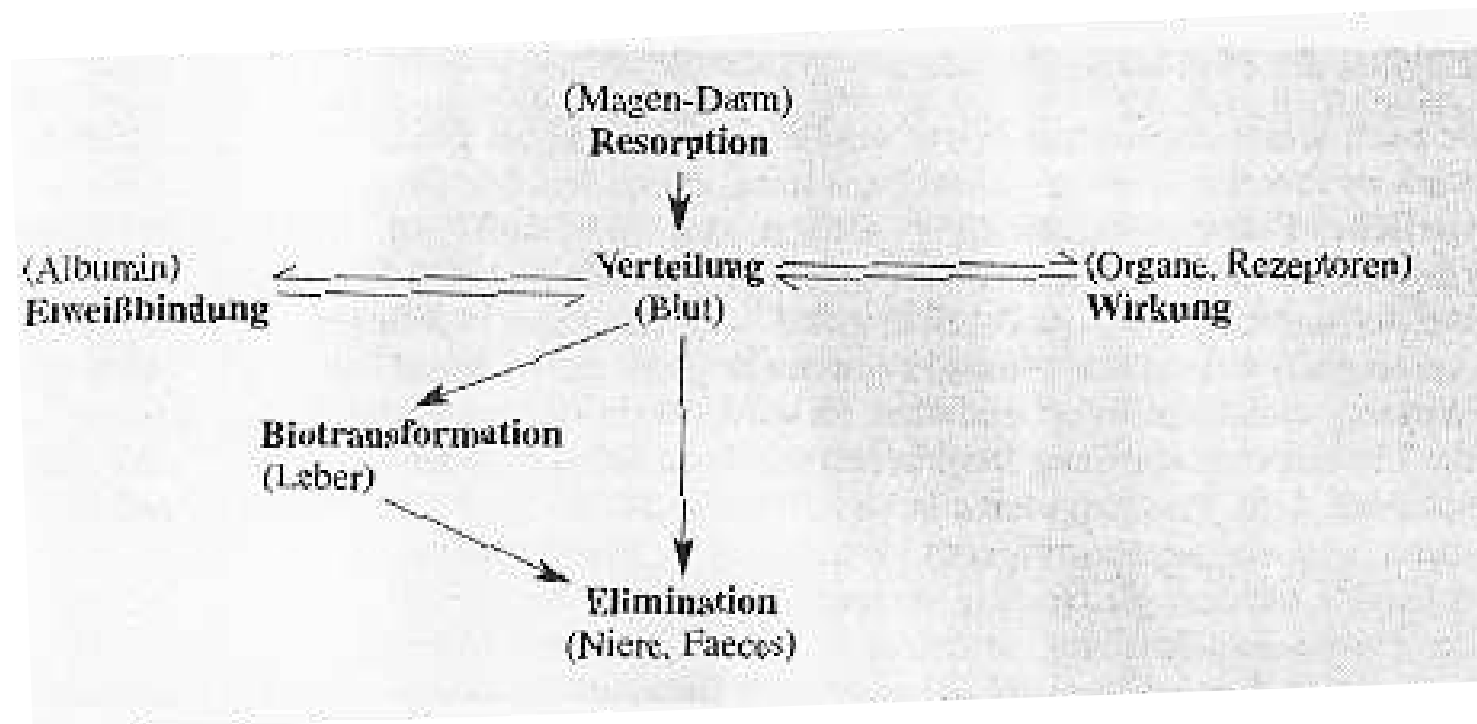 (Magen-Darm)
Resorption
(Albumin)
Eiweißbindung
Verteilung
(Blut)
(Organe, Rezeptoren)
Wirkung
Biotransformation
(Leber)
Elimination
(Niere, Faeces)